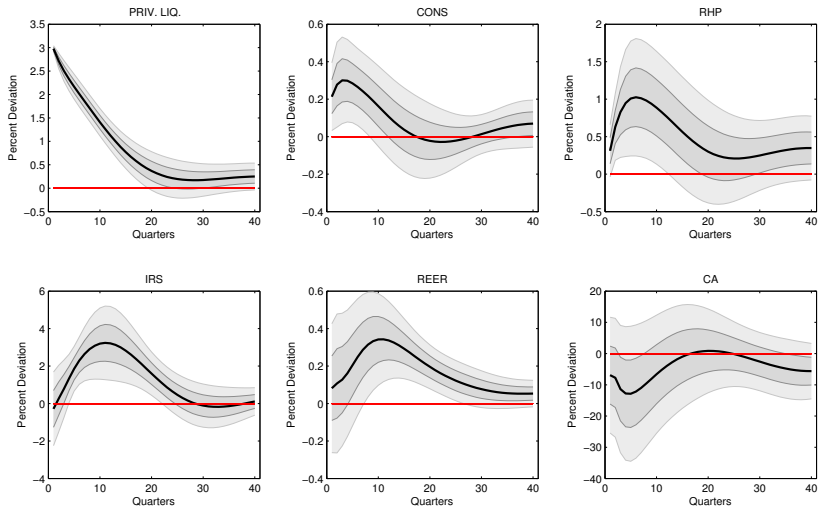 PRIV. LIQ.
CONS
RHP
Percent Deviation
3.5
3
2.5
2
1.5
1
0.5
0
−0.5
0 10 20 30 40
Quarters
Percent Deviation
0.6
0.4
0.2
0
−0.2
−0.4
0 10 20 30 40
Quarters
Percent Deviation
2
1.5
1
0.5
0
−0.5
0 10 20 30 40
Quarters
IRS
REER
CA
Percent Deviation
6
4
2
0
−2
−4
0 10 20 30 40
Quarters
Percent Deviation
0.6
0.4
0.2
0
−0.2
−0.4
0 10 20 30 40
Quarters
Percent Deviation
20
10
0
−10
−20
−30
−40
0 10 20 30 40
Quarters